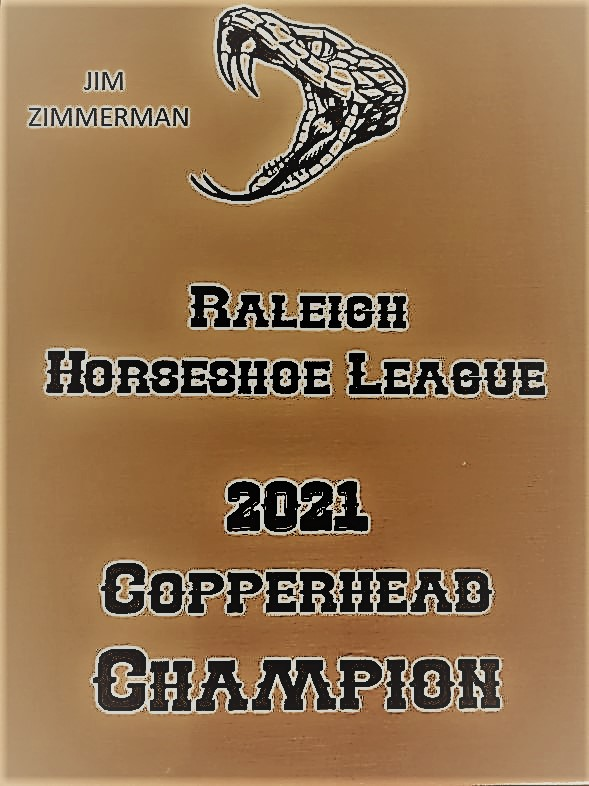 JIM
ZIMMERMAN
RALEIGH
HORSESHOE LEAGUE
2021
COPPERHEAD
CHAMPION